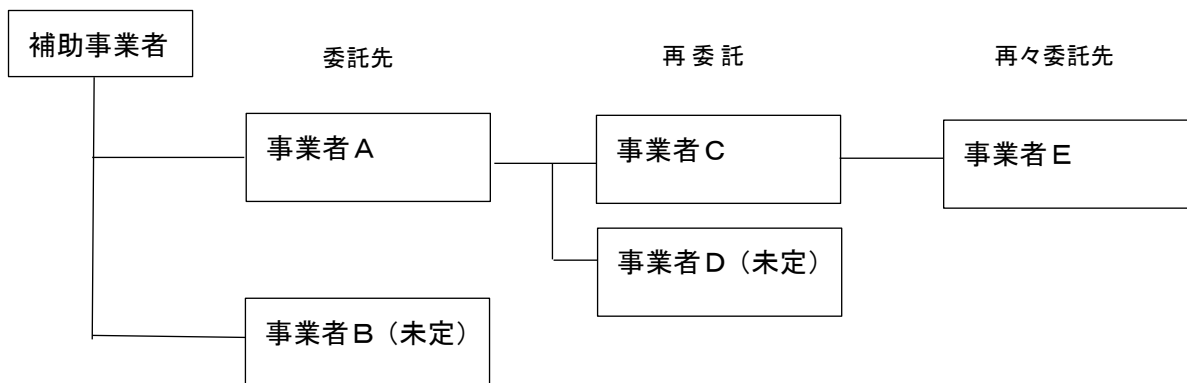 補助事業者
委託先
再委託
再々委託先
事業者A
事業者C
事業者E
事業者D(未定)
事業者B(未定)